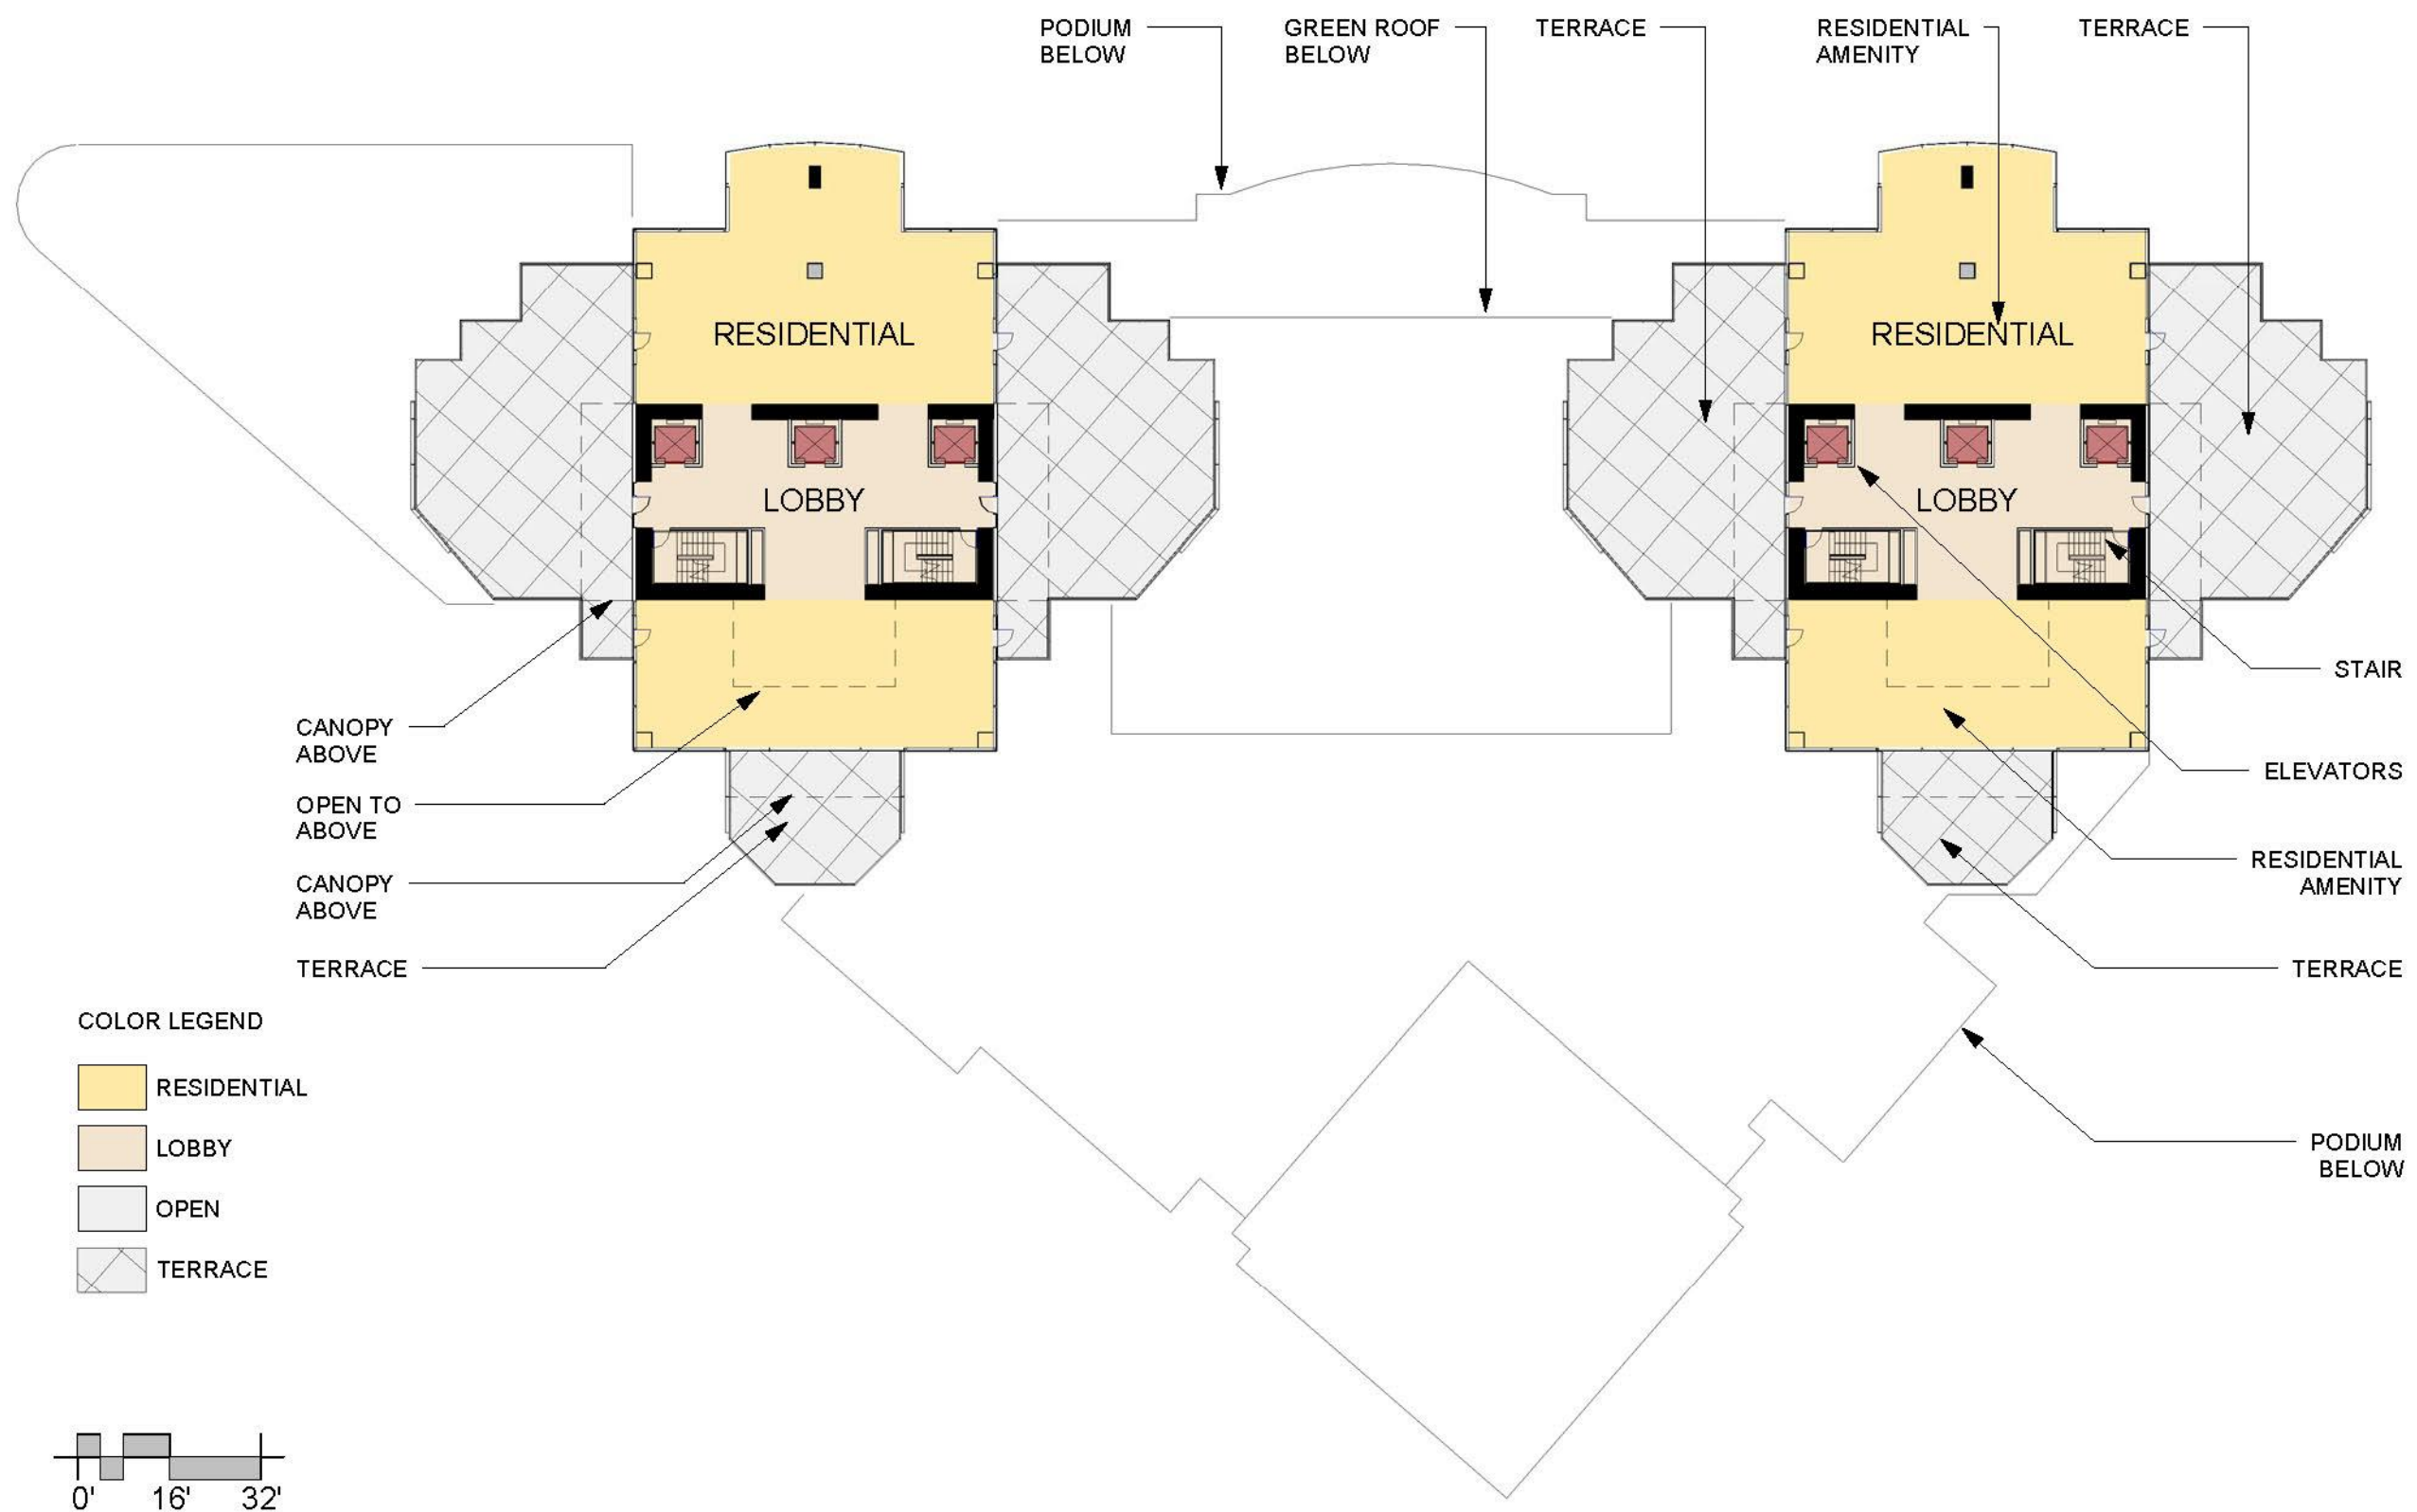 PODIUM
BELOW
GREEN ROOF
BELOW
TERRACE
RESIDENTIAL
AMENITY
TERRACE
RESIDENTIAL
RESIDENTIAL
LOBBY
LOBBY
STAIR
CANOPY
ABOVE
ELEVATORS
OPEN TO
ABOVE
RESIDENTIAL
AMENITY
CANOPY
ABOVE
TERRACE
TERRACE
COLOR LEGEND
RESIDENTIAL
LOBBY
OPEN
TERRACE
PODIUM
BELOW
0' 16' 32'